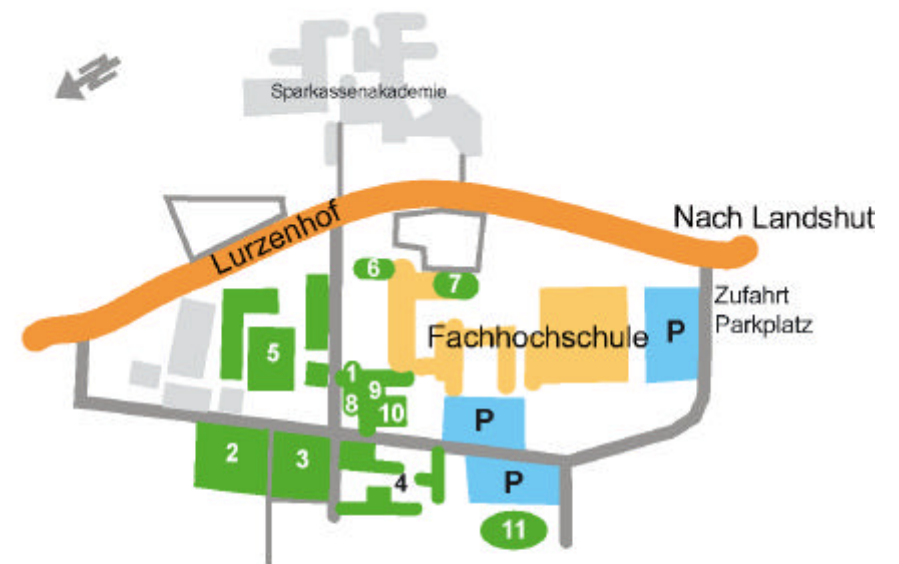 Sparkassenakademie
Nach Landshut
Lurzenhof
6
7
Zufahrt
Parkplatz
Fachhochschule
P
5
1
9
8
10
P
2
3
4
P
11